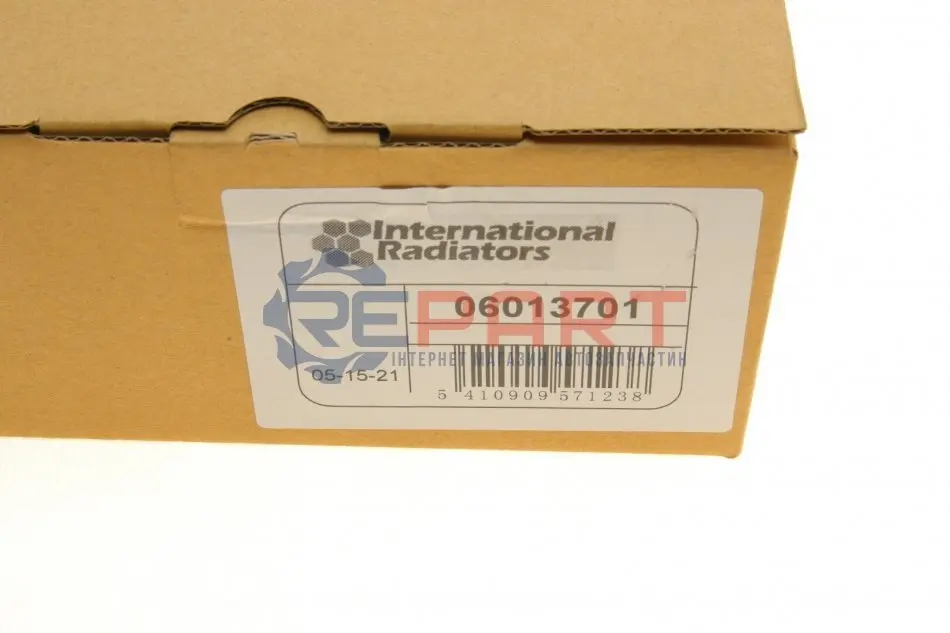 International
Radiators
06013701
REPART
ІНТЕРНЕТ МАГАЗИН АВТОЗАПЧАСТИН
05-15-21
5 410909 571238